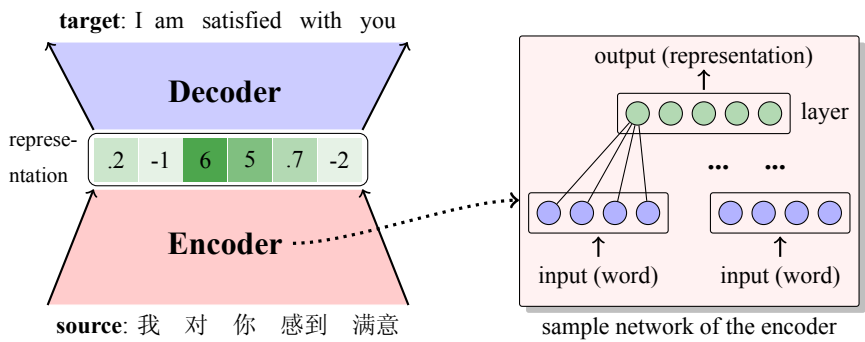 target: I am satisfied with you
Decoder
represe-
ntation
.2 -1 6 5 .7 -2
Encoder
source: 我 对 你 感到 满意
output (representation)
layer
... ...
input (word) input (word)
sample network of the encoder